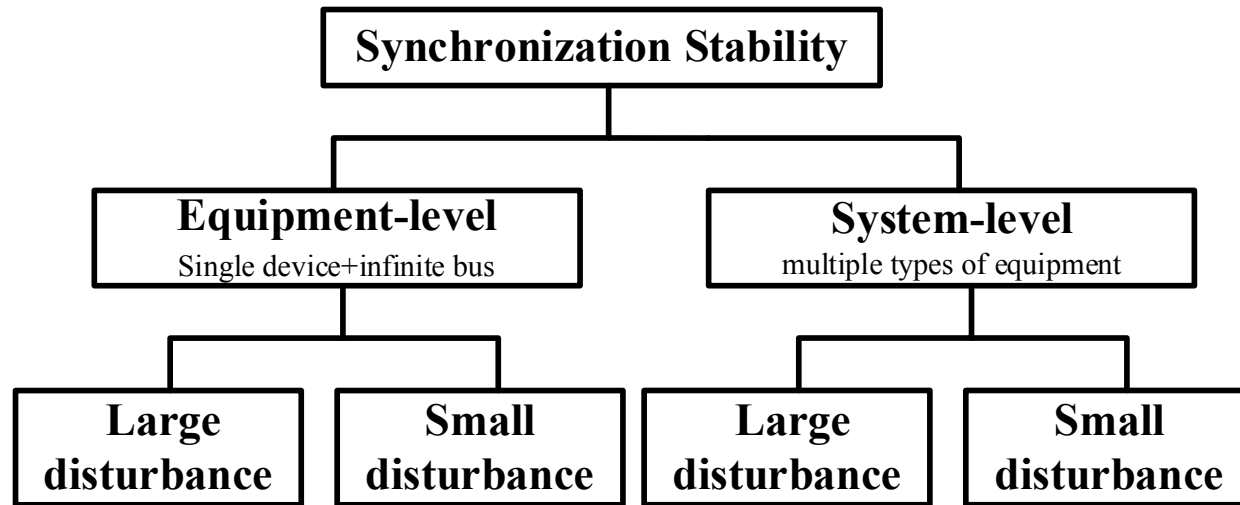 Synchronization Stability
Equipment-level
Single device+infinite bus
System-level
multiple types of equipment
Large
disturbance
Small
disturbance
Large
disturbance
Small
disturbance